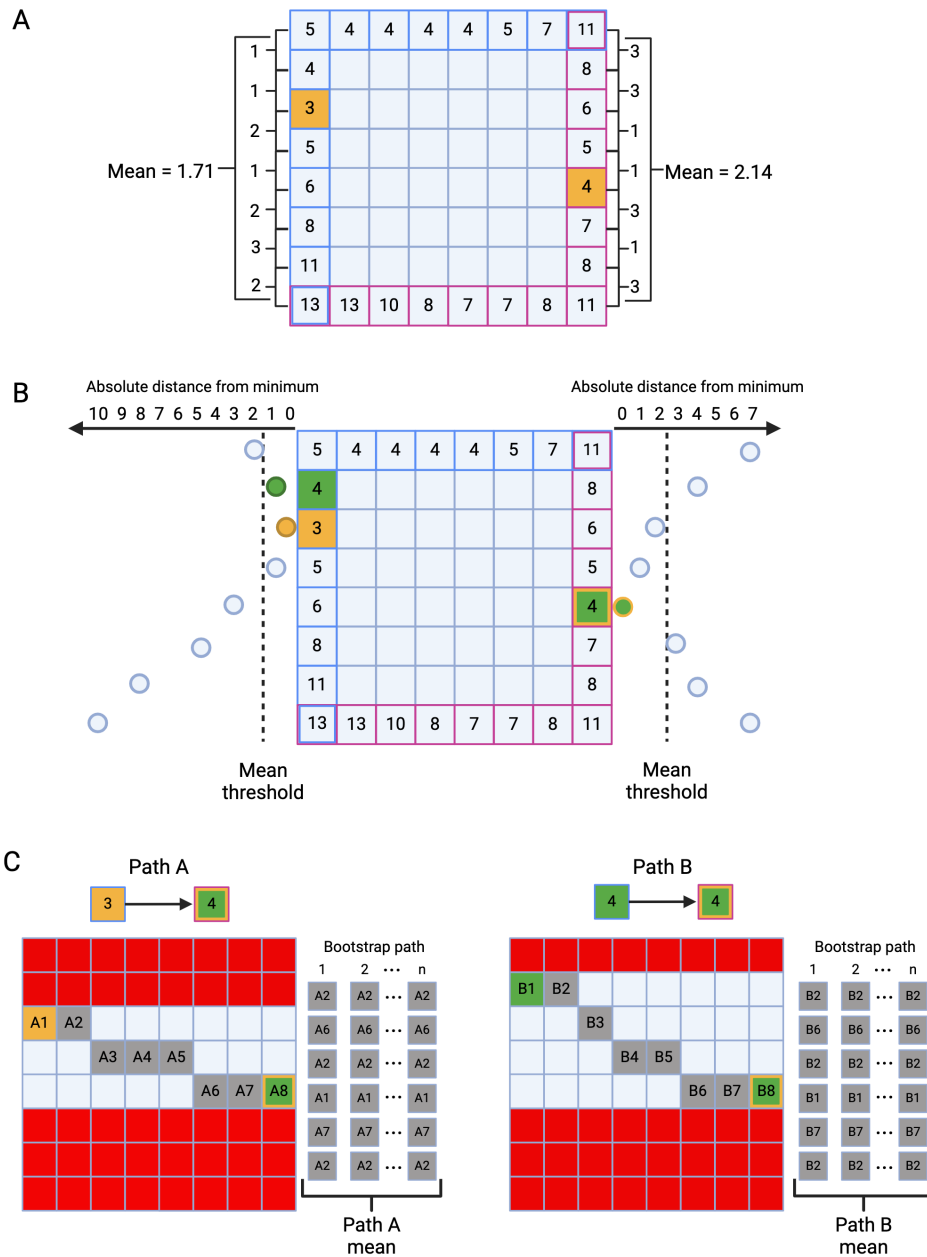 A
5 4 4 4 4 5 7 11
1 3
4 8
1 3
3 6
2 1
5 5
Mean = 1.71 1 1 Mean = 2.14
6 4
2 3
8 7
3 1
11 8
2 3
13 13 10 8 7 7 8 11
B
Absolute distance from minimum
10 9 8 7 6 5 4 3 2 1 0
Absolute distance from minimum
0 1 2 3 4 5 6 7
5 4 4 4 4 5 7 11
4 8
3 6
5 5
6 4
8 7
11 8
13 13 10 8 7 7 8 11
Mean
threshold
Mean
threshold
C
Path A
3 4
Bootstrap path
1 2 ... n
A1 A2
A3 A4 A5
A6 A7 A8
A2 A2 ... A2
A6 A6 ... A6
A2 A2 ... A2
A1 A1 ... A1
A7 A7 ... A7
A2 A2 ... A2
Path A
mean
Path B
4 4
Bootstrap path
1 2 ... n
B1 B2
B3
B4 B5
B6 B7 B8
B2 B2 ... B2
B6 B6 ... B6
B2 B2 ... B2
B1 B1 ... B1
B7 B7 ... B7
B2 B2 ... B2
Path B
mean